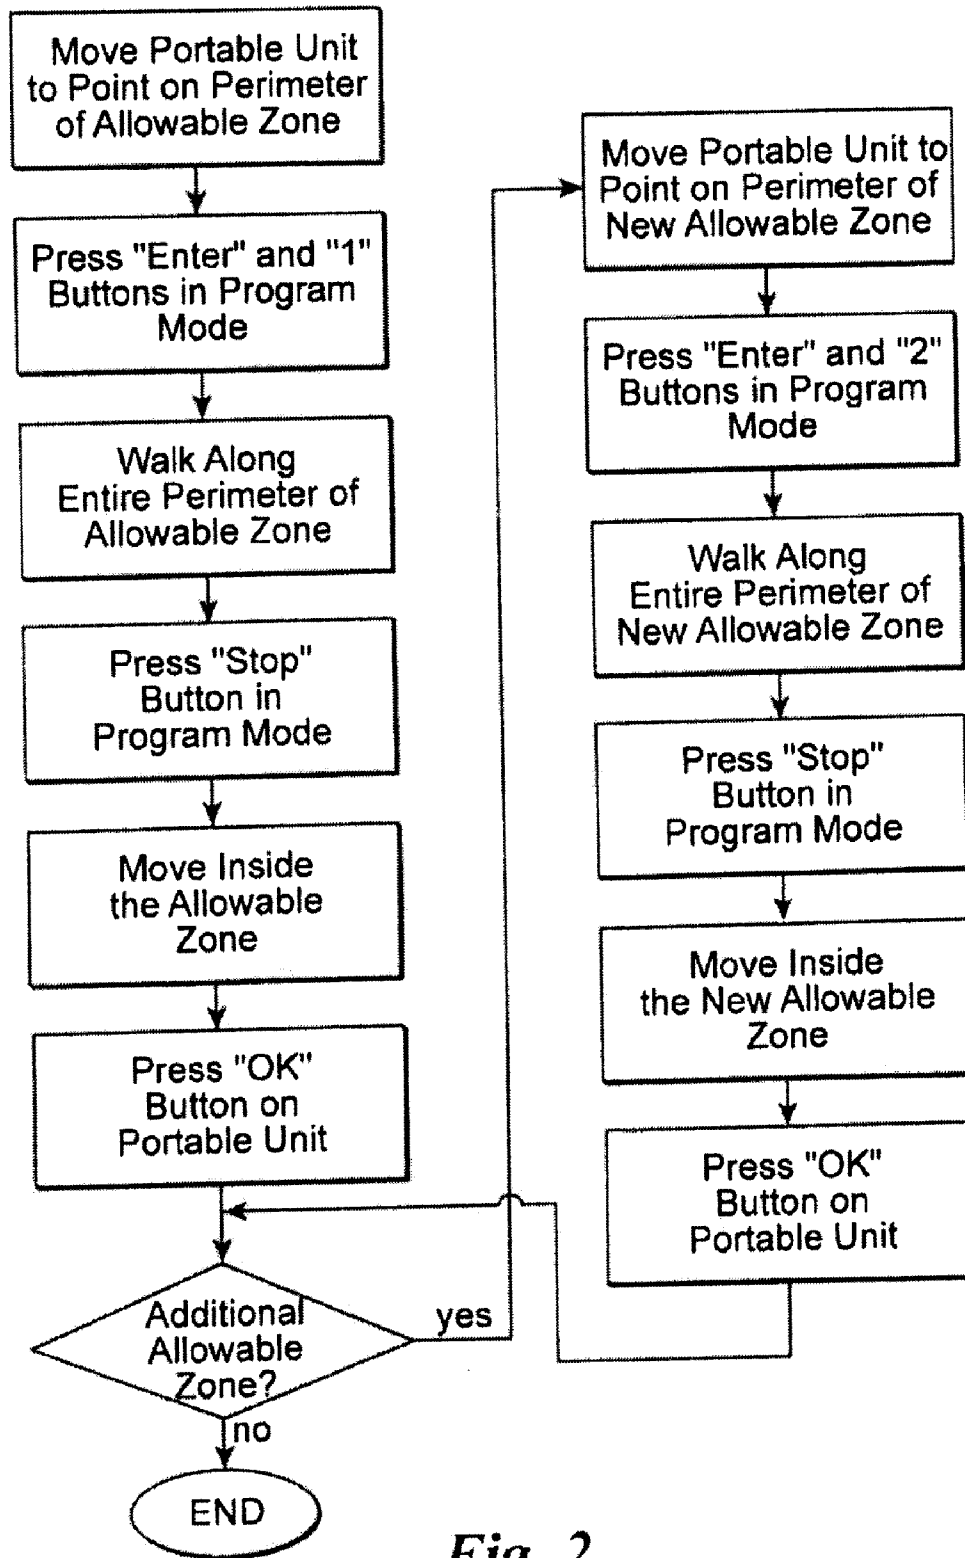 Move Portable Unit
to Point on Perimeter
of Allowable Zone
Press "Enter" and "1"
Buttons in Program
Mode
Walk Along
Entire Perimeter of
Allowable Zone
Press "Stop"
Button in
Program Mode
Move Inside
the Allowable
Zone
Press "OK"
Button on
Portable Unit
Additional
Allowable
Zone?
yes
no
END
Move Portable Unit to
Point on Perimeter of
New Allowable Zone
Press "Enter" and "2"
Buttons in Program
Mode
Walk Along
Entire Perimeter of
New Allowable Zone
Press "Stop"
Button in
Program Mode
Move Inside
the New Allowable
Zone
Press "OK"
Button on
Portable Unit
Fig. 2